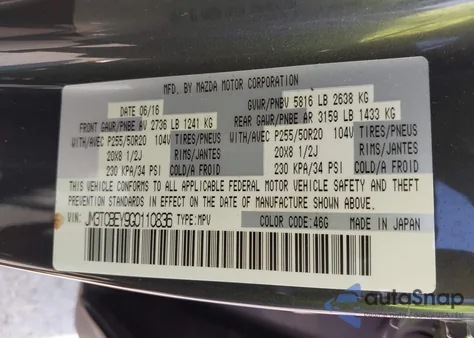 MFD. BY MAZDA MOTOR CORPORATION
DATE 06/16 GVWR/PNBV 5816 LB 2638 KG
FRONT GAWR/PNBE AV 2736 LB 1241 KG REAR GAWR/PNBE AR 3159 LB 1433 KG
WITH/AVEC P255/50R20 104V TIRES/PNEUS WITH/AVEC P255/50R20 104V TIRES/PNEUS
20X8 1/2J RIMS/JANTES 20X8 1/2J RIMS/JANTES
230 KPA/34 PSI COLD/A FROID 230 KPA/34 PSI COLD/A FROID
THIS VEHICLE CONFORMS TO ALL APPLICABLE FEDERAL MOTOR VEHICLE SAFETY
STANDARDS IN EFFECT ON THE DATE OF MANUFACTURE SHOWN ABOVE.
VIN: TYPE:MPV COLOR CODE:46G MADE IN JAPAN
autoSnap